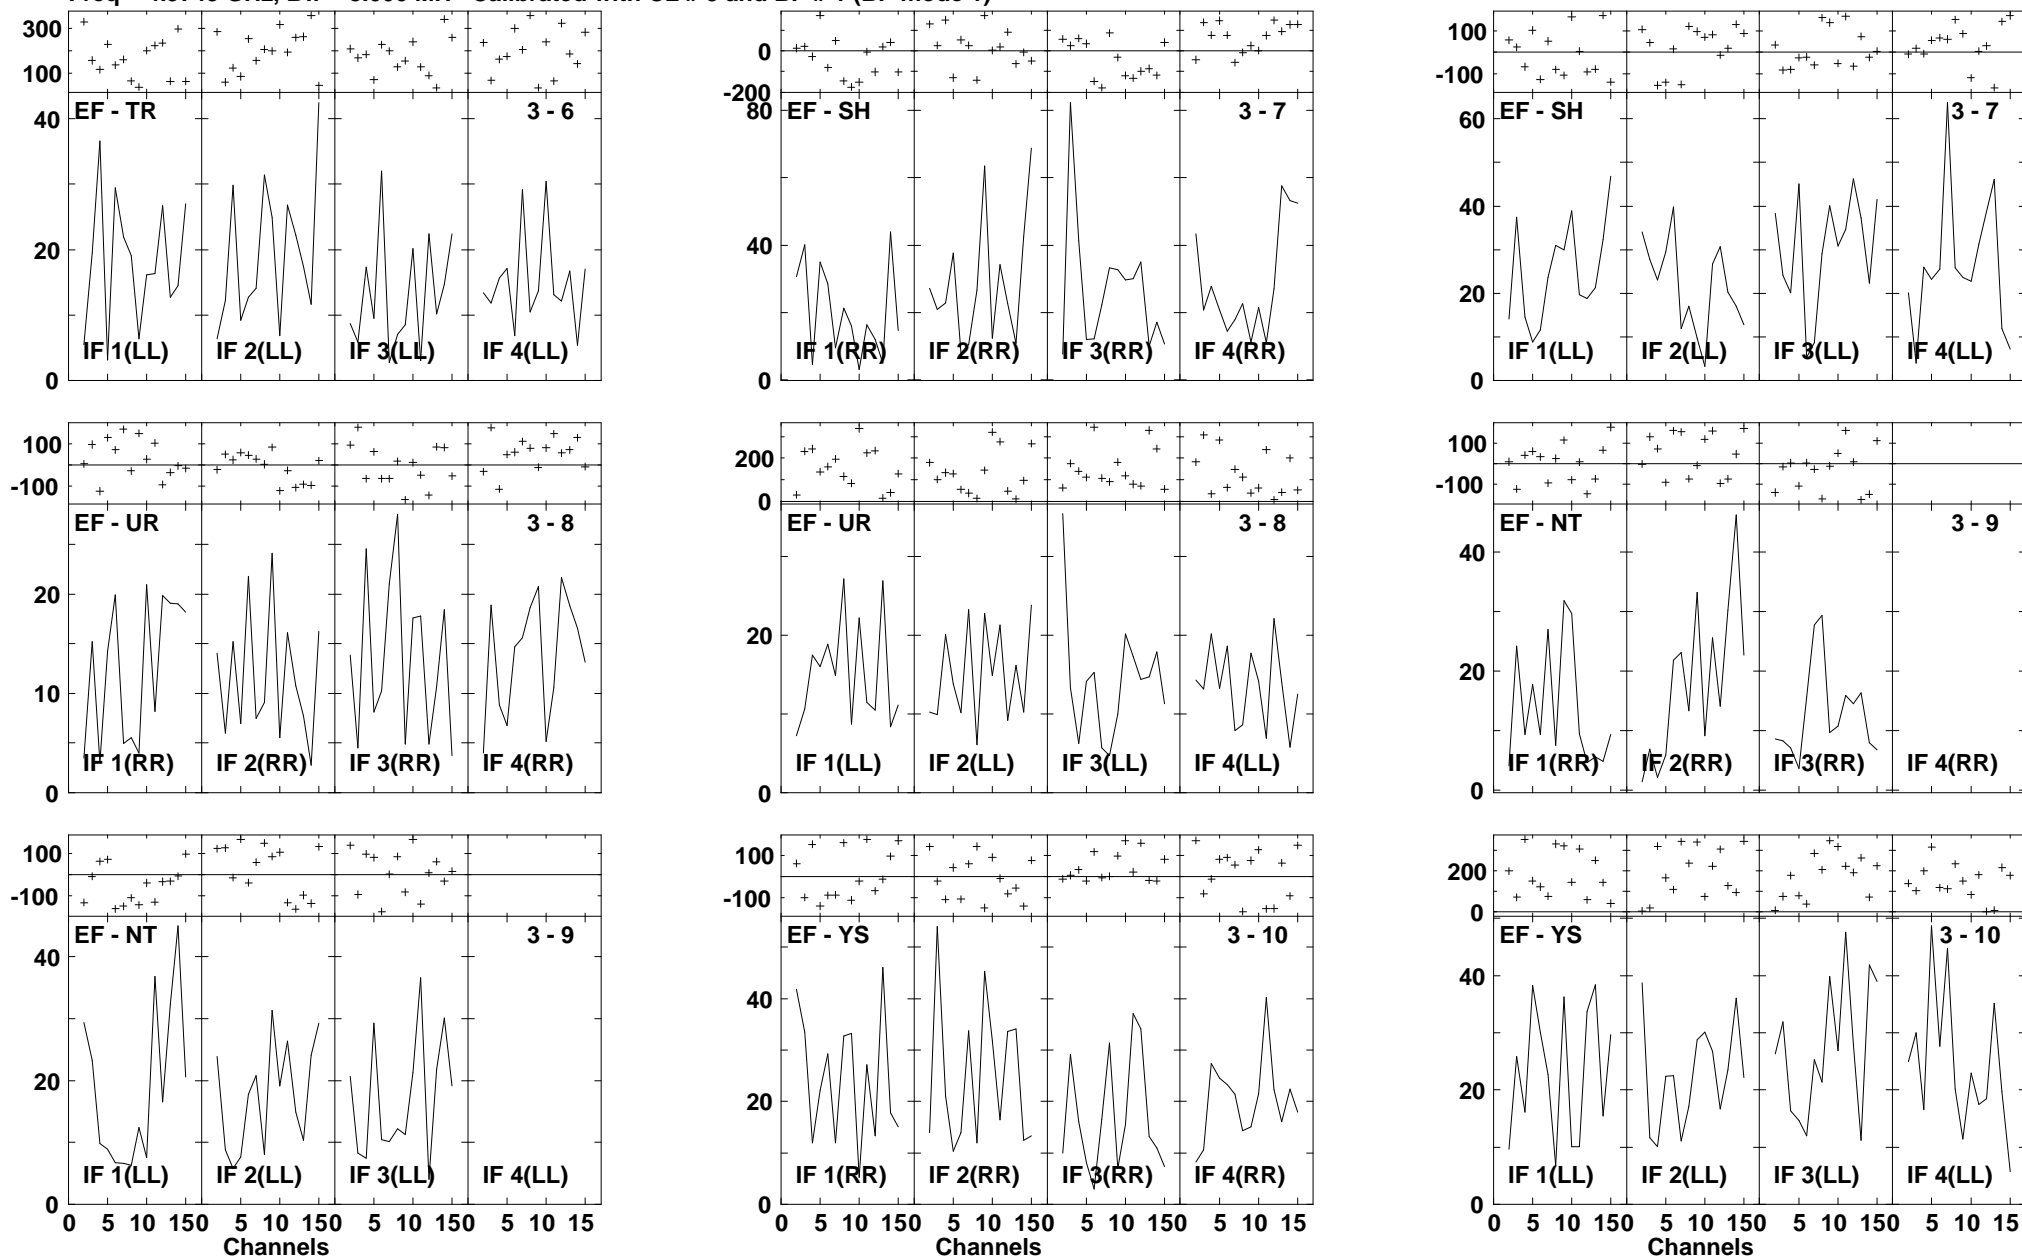 300 100 100 0 -200 100 -100
EF - TR 3 - 6 EF - SH 3 - 7 EF - SH 3 - 7
40 20 0 80 40 0 60 40 20 0
IF 1(LL) IF 2(LL) IF 3(LL) IF 4(LL) IF 1(RR) IF 2(RR) IF 3(RR) IF 4(RR) IF 1(LL) IF 2(LL) IF 3(LL) IF 4(LL)
100 -100 200 0 100 -100
EF - UR 3 - 8 EF - UR 3 - 8 EF - NT 3 - 9
20 10 0 20 0 40 20 0
IF 1(RR) IF 2(RR) IF 3(RR) IF 4(RR) IF 1(LL) IF 2(LL) IF 3(LL) IF 4(LL) IF 1(RR) IF 2(RR) IF 3(RR) IF 4(RR)
100 -100 100 -100 200 0
EF - NT 3 - 9 EF - YS 3 - 10 EF - YS 3 - 10
40 20 0 40 20 0 40 20 0
IF 1(LL) IF 2(LL) IF 3(LL) IF 4(LL) IF 1(RR) IF 2(RR) IF 3(RR) IF 4(RR) IF 1(LL) IF 2(LL) IF 3(LL) IF 4(LL)
0 5 10 150 5 10 150 5 10 150 5 10 15 0 5 10 150 5 10 150 5 10 150 5 10 15 0 5 10 150 5 10 150 5 10 150 5 10 15
Channels Channels Channels